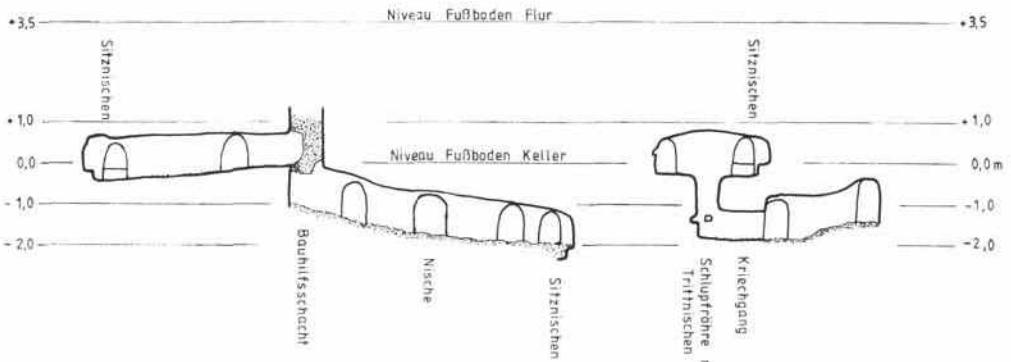 Niveau Fußboden Flur
+3,5
+3,5
Sitznischen
Sitznischen
+1,0
+1,0
0,0
Niveau Fußboden Keller
0,0 m
-1,0
-1,0
-2,0
-2,0
Bauhilfsschacht
Nische
Sitznischen
Schlupfröhre
Trittnischen
Kriechgang